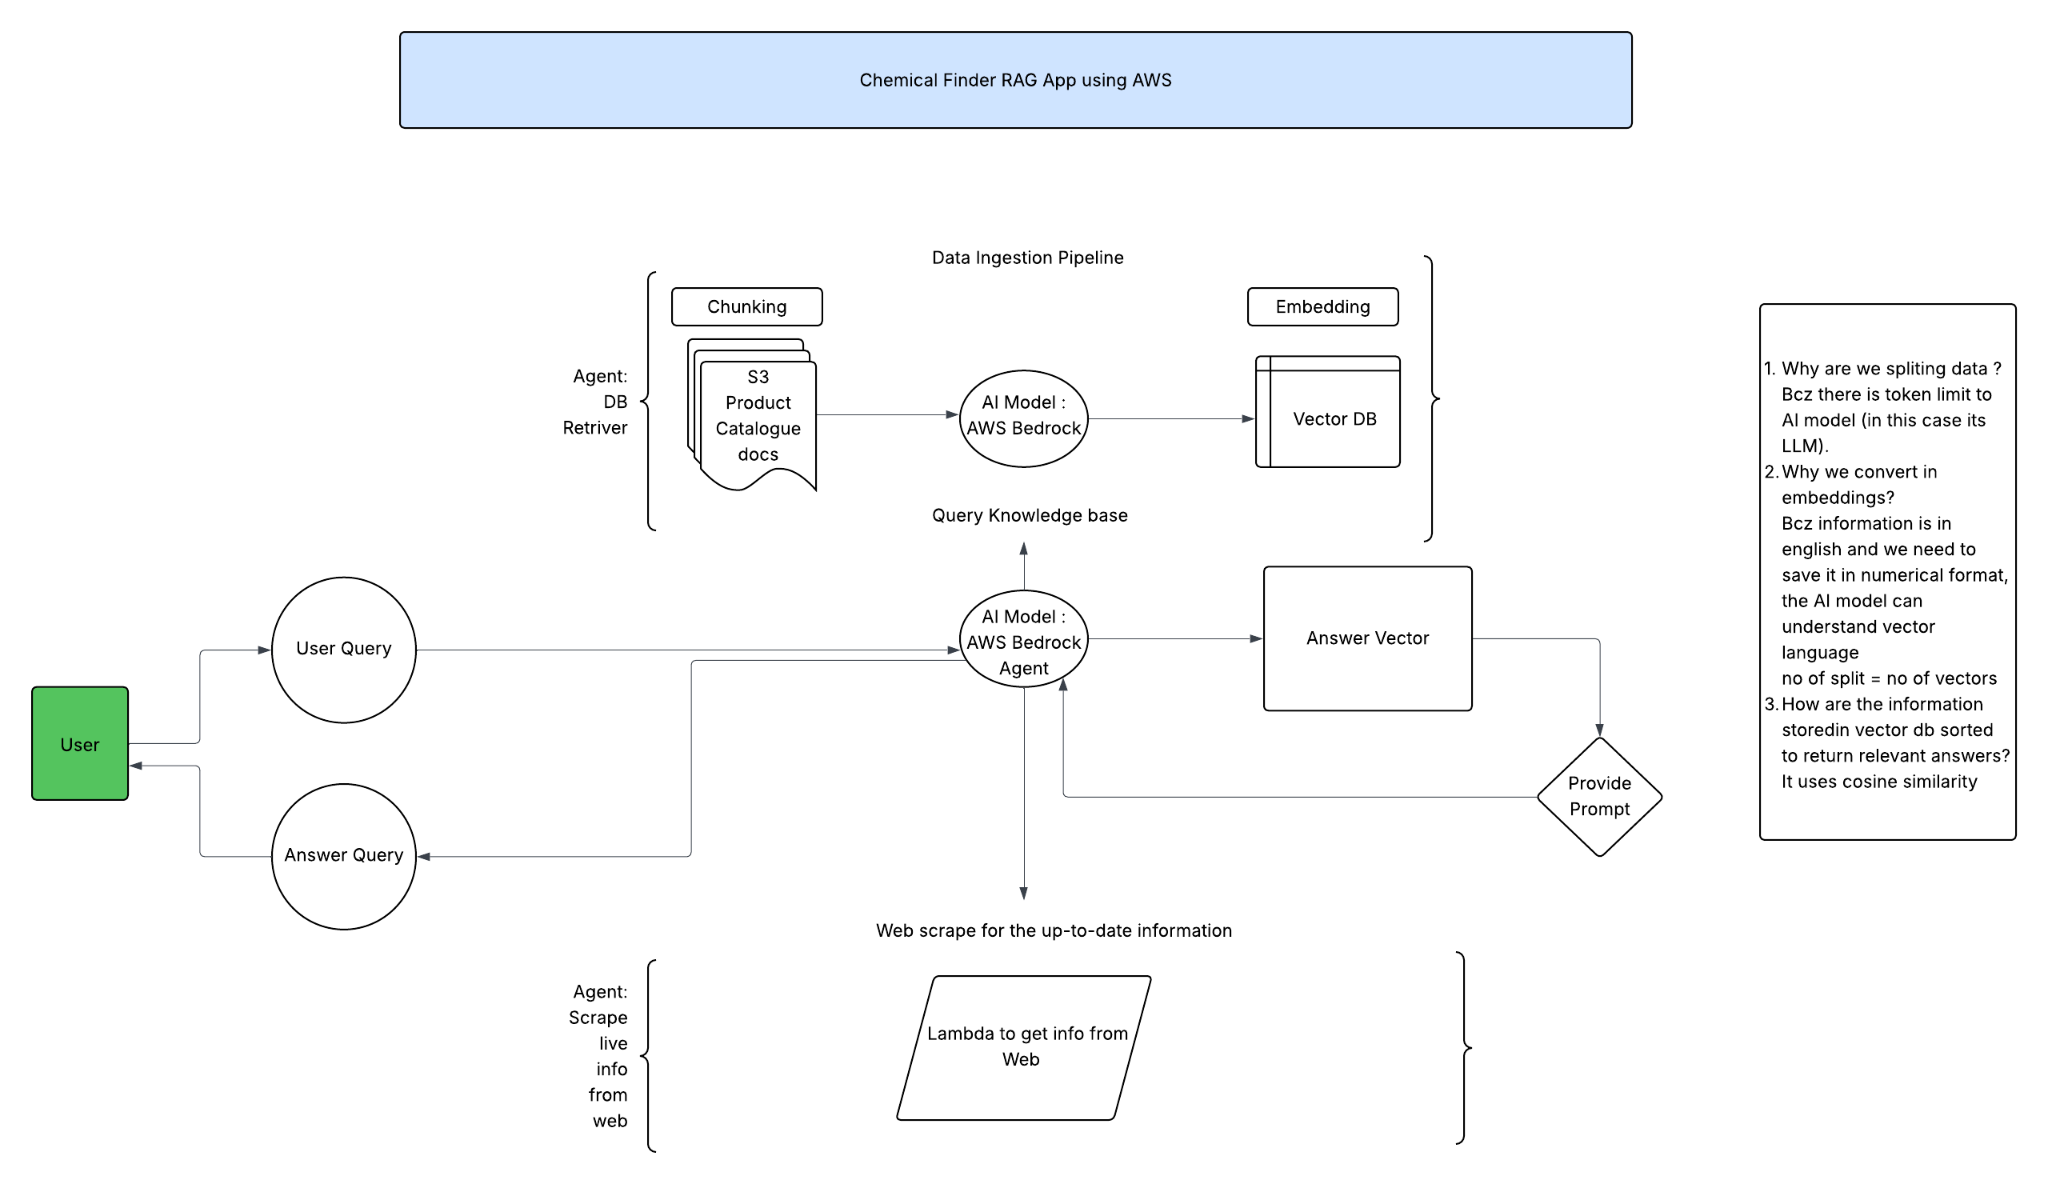 Chemical Finder RAG App using AWS
Data Ingestion Pipeline
Chunking
Embedding
Agent:
DB
Retriver
S3
Product
Catalogue
docs
AI Model :
AWS Bedrock
Vector DB
Query Knowledge base
User Query
AI Model :
AWS Bedrock
Agent
Answer Vector
User
Provide
Prompt
Answer Query
Web scrape for the up-to-date information
Agent:
Scrape
live
info
from
web
Lambda to get info from
Web
1. Why are we spliting data ?
Bcz there is token limit to
AI model (in this case its
LLM).
2. Why we convert in
embeddings?
Bcz information is in
english and we need to
save it in numerical format,
the AI model can
understand vector
language
no of split = no of vectors
3. How are the information
storedin vector db sorted
to return relevant answers?
It uses cosine similarity